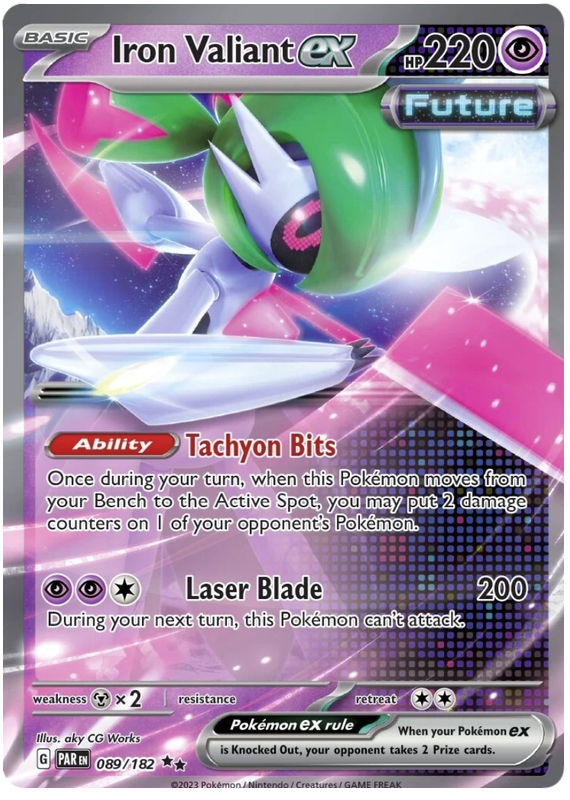 BASIC Iron Valiant ex HP 220
Future
Ability Tachyon Bits
Once during your turn, when this Pokémon moves from
your Bench to the Active Spot, you may put 2 damage
counters on 1 of your opponent's Pokémon.
Laser Blade 200
During your next turn, this Pokémon can't attack.
weakness ×2 resistance retreat
Illus. aky CG Works
Pokémon ex rule
When your Pokémon ex
is Knocked Out, your opponent takes 2 Prize cards.
G PAR EN 089/182
©2023 Pokémon / Nintendo / Creatures / GAME FREAK